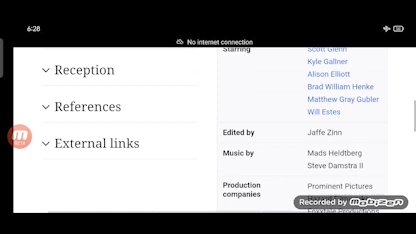 6:28
No internet connection
Reception
References
External links
Starring
Scott Glenn
Kyle Gallner
Alison Elliott
Brad William Henke
Matthew Gray Gubler
Will Estes
Edited by
Jaffe Zinn
Music by
Mads Heldtberg
Steve Damstra II
Production companies
Prominent Pictures
Recorded by mobizen